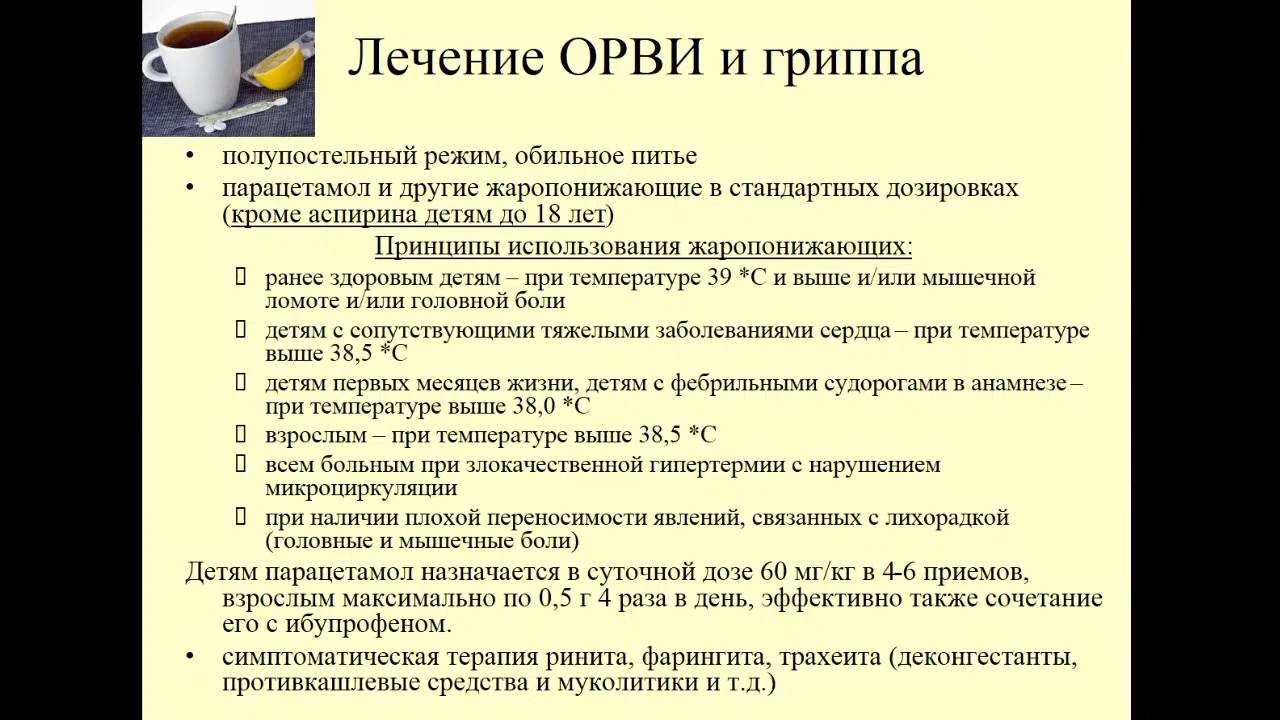 Лечение ОРВИ и гриппа
• полупостельный режим, обильное питье
• парацетамол и другие жаропонижающие в стандартных дозировках
(кроме аспирина детям до 18 лет)
Принципы использования жаропонижающих:
▯ ранее здоровым детям – при температуре 39 *С и выше и/или мышечной
ломоте и/или головной боли
▯ детям с сопутствующими тяжелыми заболеваниями сердца – при температуре
выше 38,5 *С
▯ детям первых месяцев жизни, детям с фебрильными судорогами в анамнезе –
при температуре выше 38,0 *С
▯ взрослым – при температуре выше 38,5 *С
▯ всем больным при злокачественной гипертермии с нарушением
микроциркуляции
▯ при наличии плохой переносимости явлений, связанных с лихорадкой
(головные и мышечные боли)
Детям парацетамол назначается в суточной дозе 60 мг/кг в 4-6 приемов,
взрослым максимально по 0,5 г 4 раза в день, эффективно также сочетание
его с ибупрофеном.
• симптоматическая терапия ринита, фарингита, трахеита (деконгестанты,
противкашлевые средства и муколитики и т.д.)